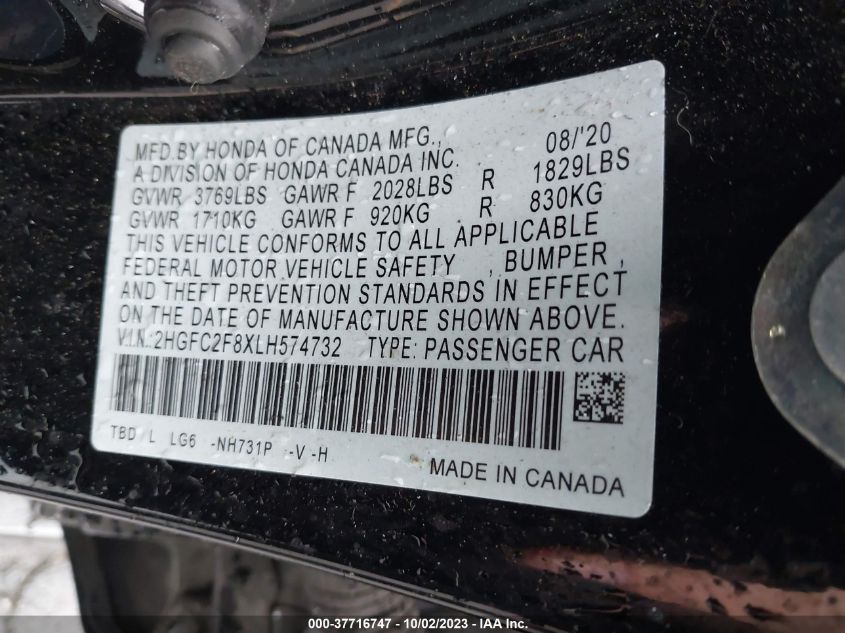 MFD.BY HONDA OF CANADA MFG., 08/'20
A DIVISION OF HONDA CANADA INC.
GVWR 3769LBS GAWR F 2028LBS R 1829LBS
GVWR 1710KG GAWR F 920KG R 830KG
THIS VEHICLE CONFORMS TO ALL APPLICABLE
FEDERAL MOTOR VEHICLE SAFETY , BUMPER ,
AND THEFT PREVENTION STANDARDS IN EFFECT
ON THE DATE OF MANUFACTURE SHOWN ABOVE.
V.I.N.:2HGFC2F8XLH574732 TYPE: PASSENGER CAR
TBD L LG6 -NH731P -V -H
MADE IN CANADA
000-37716747 - 10/02/2023 - IAA Inc.